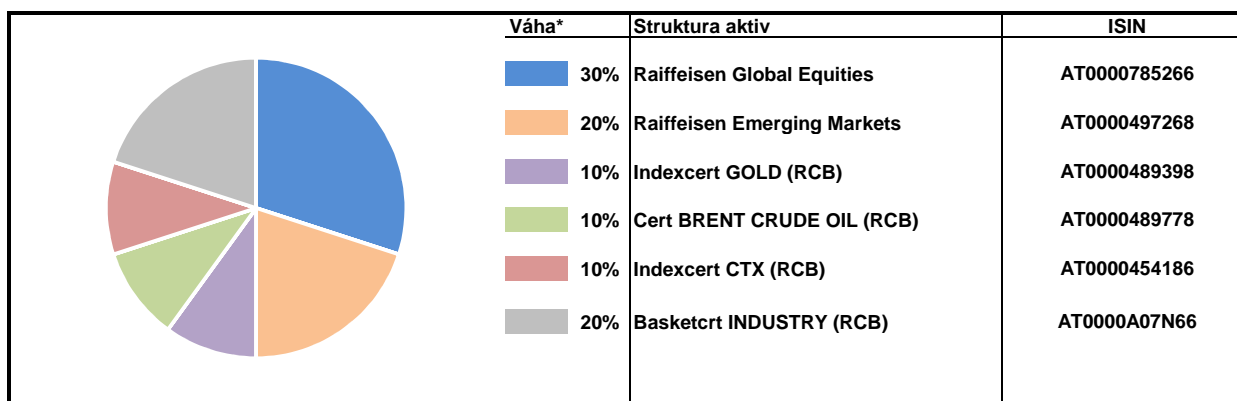 Váha* Struktura aktiv ISIN
30% Raiffeisen Global Equities AT0000785266
20% Raiffeisen Emerging Markets AT0000497268
10% Indexcert GOLD (RCB) AT0000489398
10% Cert BRENT CRUDE OIL (RCB) AT0000489778
10% Indexcert CTX (RCB) AT0000454186
20% Basketcrt INDUSTRY (RCB) AT0000A07N66